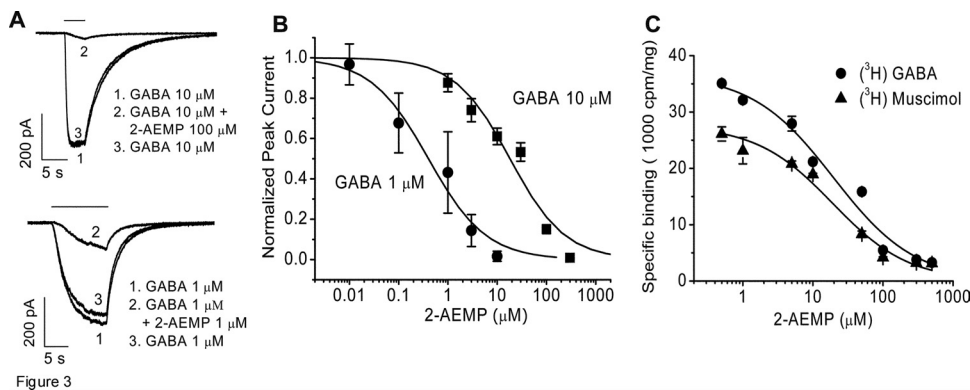 A
2
3
1
200 pA
5 s
1. GABA 10 μM
2. GABA 10 μM +
2-AEMP 100 μM
3. GABA 10 μM
2
3
1
200 pA
5 s
1. GABA 1 μM
2. GABA 1 μM
+ 2-AEMP 1 μM
3. GABA 1 μM
Figure 3
B
Normalized Peak Current
1.0
0.8
0.6
0.4
0.2
0.0
GABA 10 μM
GABA 1 μM
0.01 0.1 1 10 100 1000
2-AEMP (μM)
C
Specific binding ( 1000 cpm/mg)
40
30
20
10
0
(³H) GABA
(³H) Muscimol
1 10 100 1000
2-AEMP (μM)